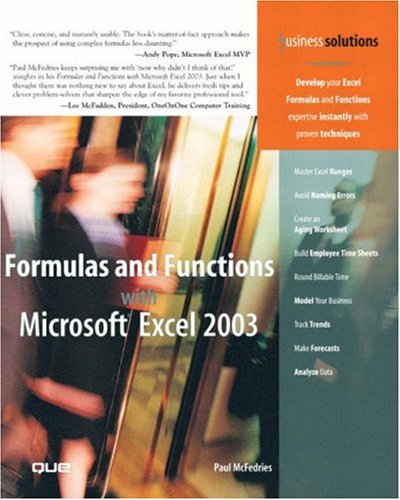 "Clear, concise, and instantly usable. The book's matter-of-fact approach makes
the prospect of using complex formulas less daunting."
—Andy Pope, Microsoft Excel MVP
"Paul McFedries keeps surprising me with 'now why didn't I think of that!'
insights in his Formulas and Functions with Microsoft Excel 2003. Just when I
thought there was nothing new to say about Excel, he delivers fresh tips and
clever problem-solvers that sharpen the edge of my favorite professional tool."
—Lee McFadden, President, OneOnOne Computer Training
business solutions
Develop your Excel
Formulas and Functions
expertise instantly with
proven techniques
Master Excel Ranges
Avoid Naming Errors
Create an
Aging Worksheet
Build Employee Time Sheets
Round Billable Time
Model Your Business
Track Trends
Make Forecasts
Analyze Data
Formulas and Functions
with
Microsoft Excel 2003
QUE
Paul McFedries